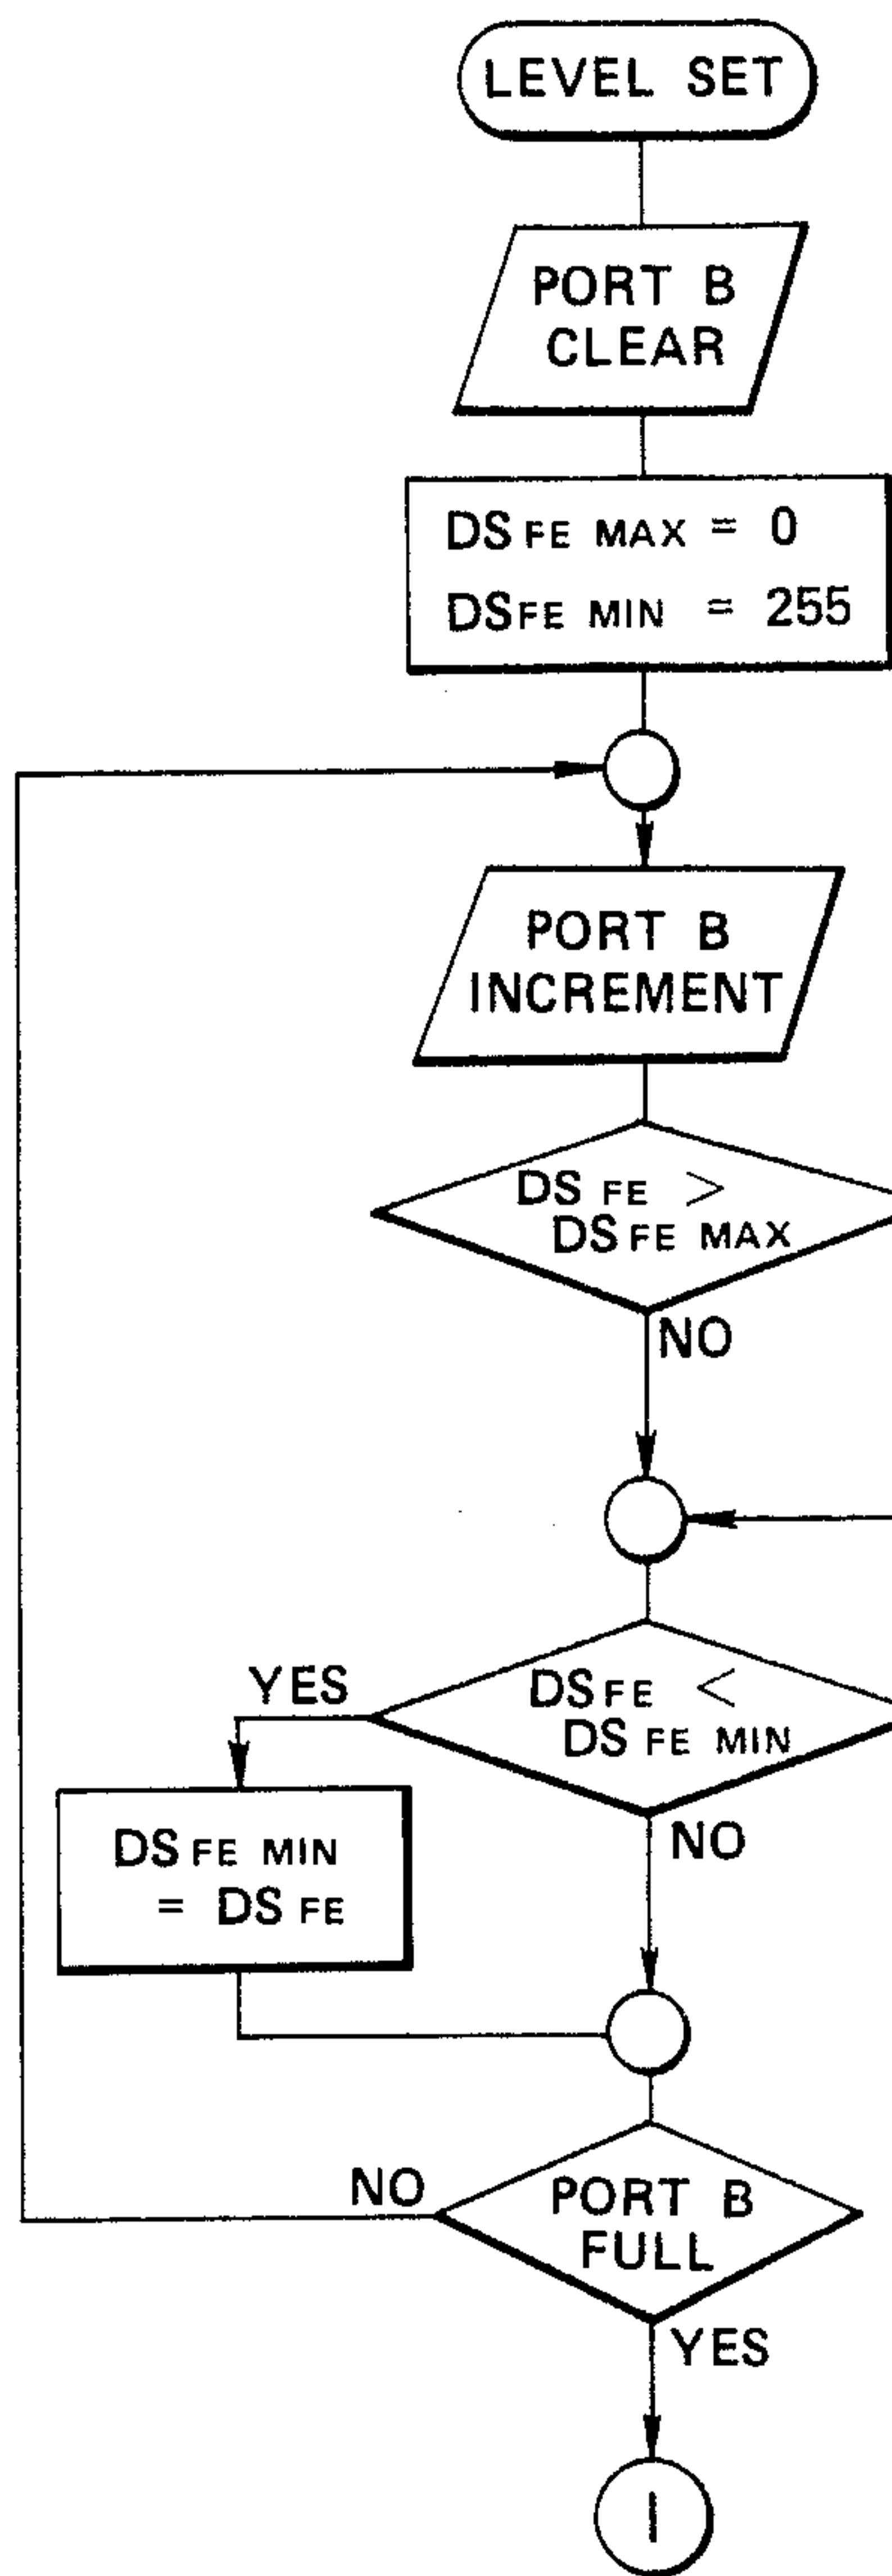 LEVEL SET
PORT B
CLEAR
DS FE MAX = 0
DS FE MIN = 255
PORT B
INCREMENT
DS FE >
DS FE MAX
NO
DS FE <
DS FE MIN
YES
NO
DS FE MIN
= DS FE
PORT B
FULL
NO
YES
I